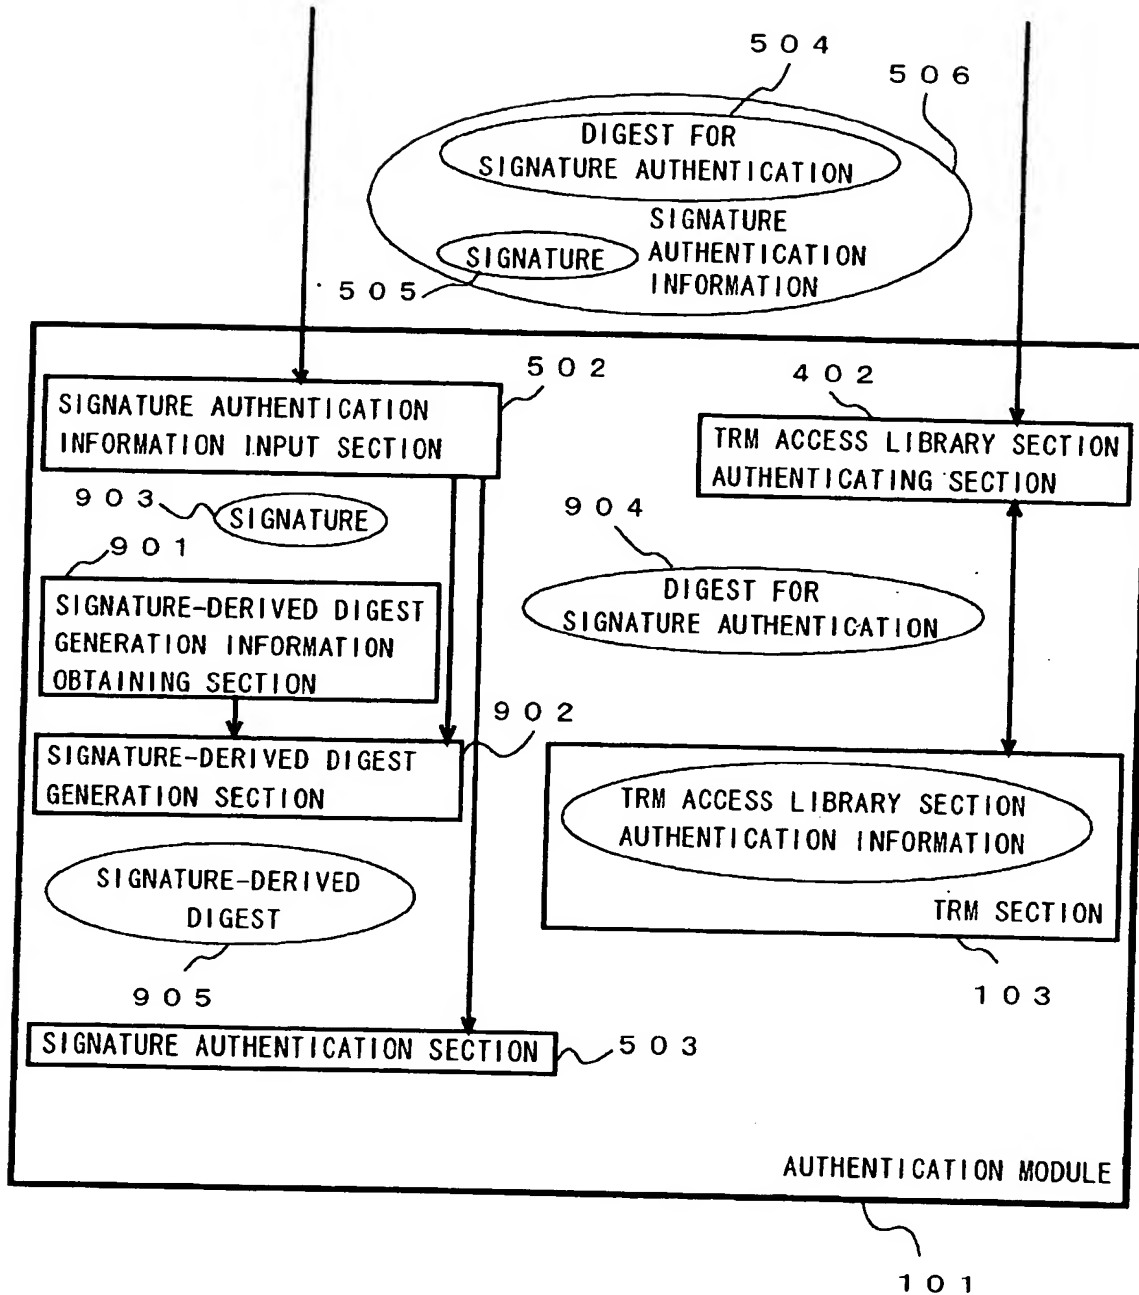 504
506
DIGEST FOR
SIGNATURE AUTHENTICATION
SIGNATURE
AUTHENTICATION
INFORMATION
SIGNATURE
505
502
SIGNATURE AUTHENTICATION
INFORMATION INPUT SECTION
402
TRM ACCESS LIBRARY SECTION
AUTHENTICATING SECTION
903
SIGNATURE
904
DIGEST FOR
SIGNATURE AUTHENTICATION
901
SIGNATURE-DERIVED DIGEST
GENERATION INFORMATION
OBTAINING SECTION
902
SIGNATURE-DERIVED DIGEST
GENERATION SECTION
TRM ACCESS LIBRARY SECTION
AUTHENTICATION INFORMATION
TRM SECTION
103
SIGNATURE-DERIVED
DIGEST
905
SIGNATURE AUTHENTICATION SECTION
503
AUTHENTICATION MODULE
101